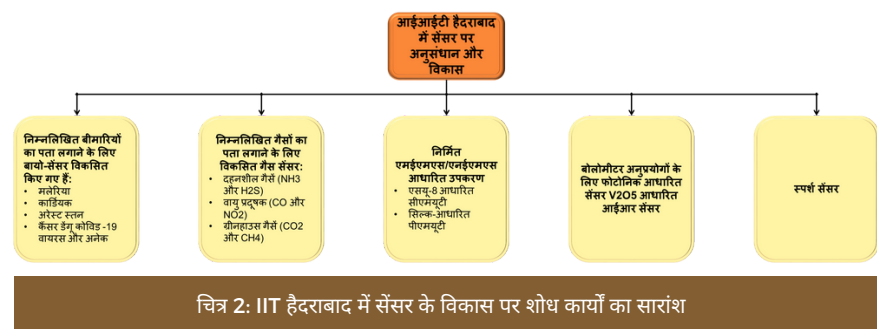 आईआईटी हैदराबाद
में सेंसर पर
अनुसंधान और
विकास
निम्नलिखित बीमारियों
का पता लगाने के लिए
बायो-सेंसर विकसित
किए गए हैं:
• मलेरिया
• कार्डियक
• अरेस्ट स्तन
• कैंसर डेंगू कोविड -19
वायरस और अनेक
निम्नलिखित गैसों का
पता लगाने के लिए
विकसित गैस सेंसर:
• दहनशील गैसें (NH3
और H2S)
• वायु प्रदूषक (CO और
NO2)
• ग्रीनहाउस गैसें (CO2
और CH4)
निर्मित
एमईएमएस/एनईएमएस
आधारित उपकरण
• एसयू-8 आधारित
सीएमयूटी
• सिल्क-आधारित
पीएमयूटी
बोलोमीटर अनुप्रयोगों के
लिए फोटोनिक आधारित
सेंसर V2O5 आधारित
आईआर सेंसर
स्पर्श सेंसर
चित्र 2: IIT हैदराबाद में सेंसर के विकास पर शोध कार्यों का सारांश